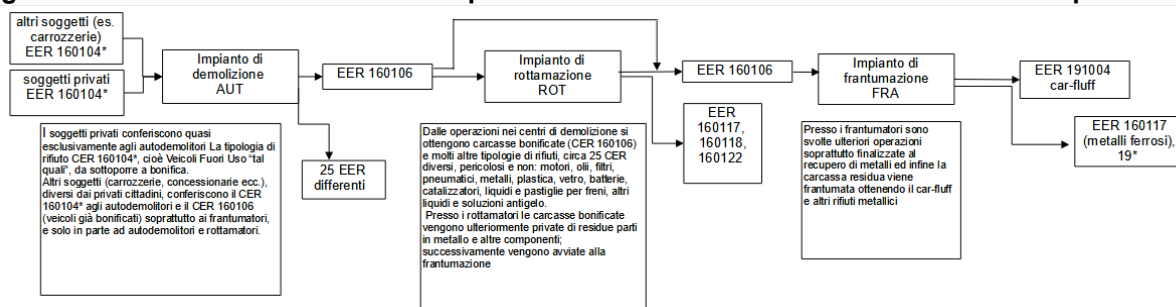 altri soggetti (es.
carrozzerie)
EER 160104*
soggetti privati
EER 160104*
Impianto di
demolizione
AUT
EER 160106
Impianto di
rottamazione
ROT
EER 160106
Impianto di
frantumazione
FRA
EER 191004
car-fluff
EER 160117
(metalli ferrosi),
19*
EER
160117,
160118,
160122
25 EER
differenti
I soggetti privati conferiscono quasi
esclusivamente agli autodemolitori La tipologia di
rifiuto CER 160104*, cioè Veicoli Fuori Uso "tal
quali", da sottoporre a bonifica.
Altri soggetti (carrozzerie, concessionarie ecc.),
diversi dai privati cittadini, conferiscono il CER
160104* agli autodemolitori e il CER 160106
(veicoli già bonificati) soprattutto ai frantumatori,
e solo in parte ad autodemolitori e rottamatori.
Dalle operazioni nei centri di demolizione si
ottengono carcasse bonificate (CER 160106)
e molti altre tipologie di rifiuti, circa 25 CER
diversi, pericolosi e non: motori, olii, filtri,
pneumatici, metalli, plastica, vetro, batterie,
catalizzatori, liquidi e pastiglie per freni, altri
liquidi e soluzioni antigelo.
Presso i rottamatori le carcasse bonificate
vengono ulteriormente private di residue parti
in metallo e altre componenti;
successivamente vengono avviate alla
frantumazione
Presso i frantumatori sono
svolte ulteriori operazioni
soprattutto finalizzate al
recupero di metalli ed infine la
carcassa residua viene
frantumata ottenendo il car-fluff
e altri rifiuti metallici